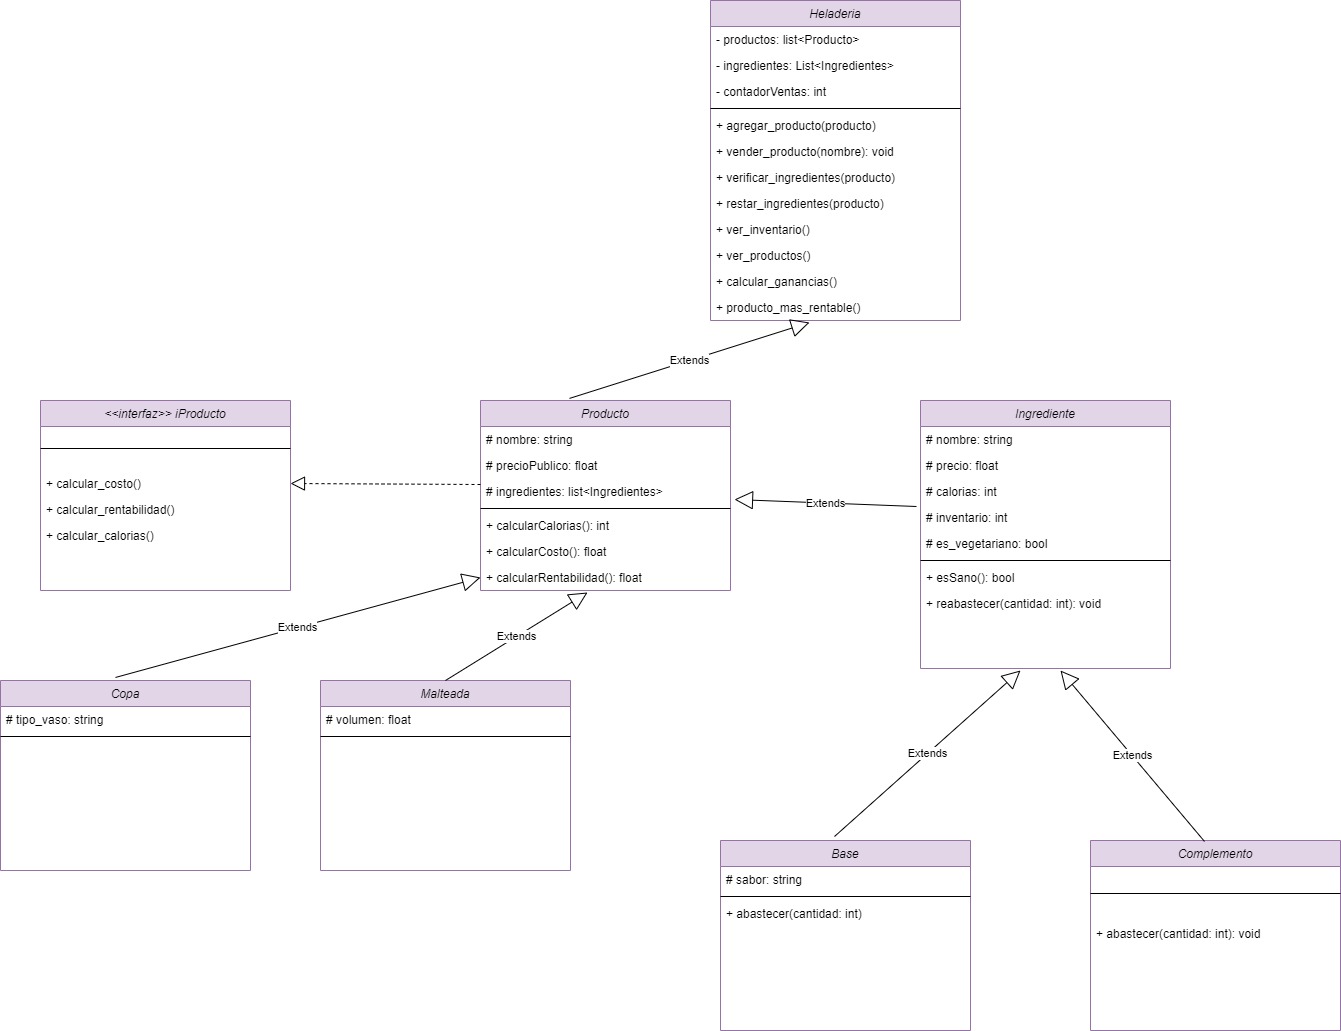 Heladeria
- productos: list<Producto>
- ingredientes: List<Ingredientes>
- contadorVentas: int
+ agregar_producto(producto)
+ vender_producto(nombre): void
+ verificar_ingredientes(producto)
+ restar_ingredientes(producto)
+ ver_inventario()
+ ver_productos()
+ calcular_ganancias()
+ producto_mas_rentable()
Extends
<<interfaz>> iProducto
+ calcular_costo()
+ calcular_rentabilidad()
+ calcular_calorias()
Producto
# nombre: string
# precioPublico: float
# ingredientes: list<Ingredientes>
+ calcularCalorias(): int
+ calcularCosto(): float
+ calcularRentabilidad(): float
Extends
Ingrediente
# nombre: string
# precio: float
# calorias: int
# inventario: int
# es_vegetariano: bool
+ esSano(): bool
+ reabastecer(cantidad: int): void
Extends
Extends
Copa
# tipo_vaso: string
Malteada
# volumen: float
Extends
Extends
Base
# sabor: string
+ abastecer(cantidad: int)
Complemento
+ abastecer(cantidad: int): void